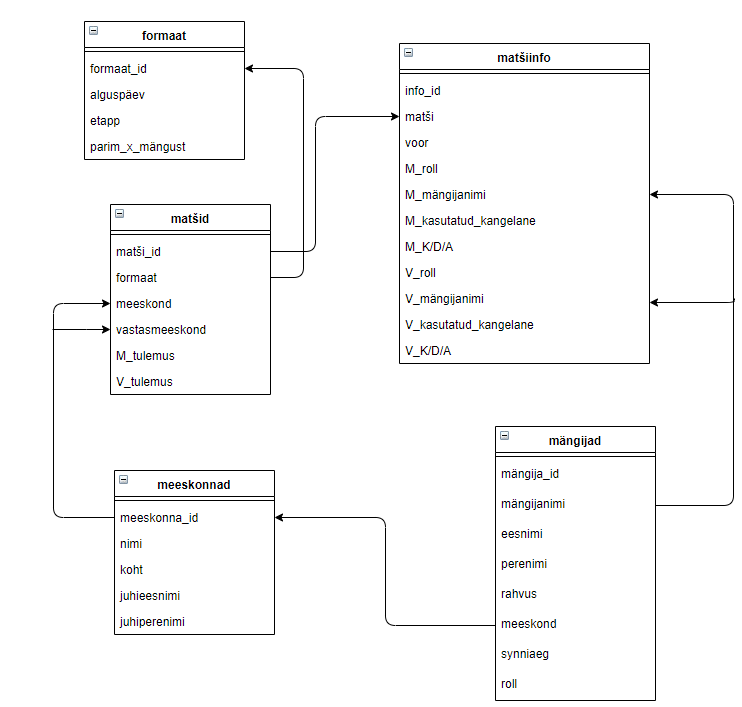 formaat
formaat_id
alguspäev
etapp
parim_x_mängust
matšiinfo
info_id
matši
voor
M_roll
M_mängijanimi
M_kasutatud_kangelane
M_K/D/A
V_roll
V_mängijanimi
V_kasutatud_kangelane
V_K/D/A
matšid
matši_id
formaat
meeskond
vastasmeeskond
M_tulemus
V_tulemus
meeskonnad
meeskonna_id
nimi
koht
juhieesnimi
juhiperenimi
mängijad
mängija_id
mängijanimi
eesnimi
perenimi
rahvus
meeskond
synniaeg
roll